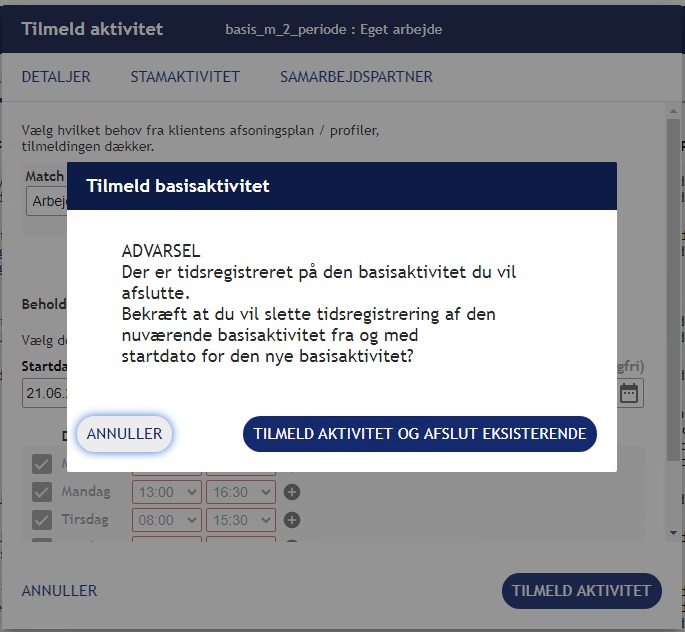 Tilmeld aktivitet
basis_m_2_periode : Eget arbejde
DETALJER
STAMAKTIVITET
SAMARBEJDSPARTNER
Vælg hvilket behov fra klientens afsoningsplan / profiler,
tilmeldingen dækker.
Match
Tilmeld basisaktivitet
ADVARSEL
Der er tidsregistreret på den basisaktivitet du vil
afslutte.
Bekræft at du vil slette tidsregistrering af den
nuværende basisaktivitet fra og med
startdato for den nye basisaktivitet?
ANNULLER
TILMELD AKTIVITET OG AFSLUT EKSISTERENDE
Arbej
Behold
Vælg d
Startda
gfri)
21.06.
Mandag 13:00 16:30
Tirsdag 08:00 15:30
ANNULLER
TILMELD AKTIVITET